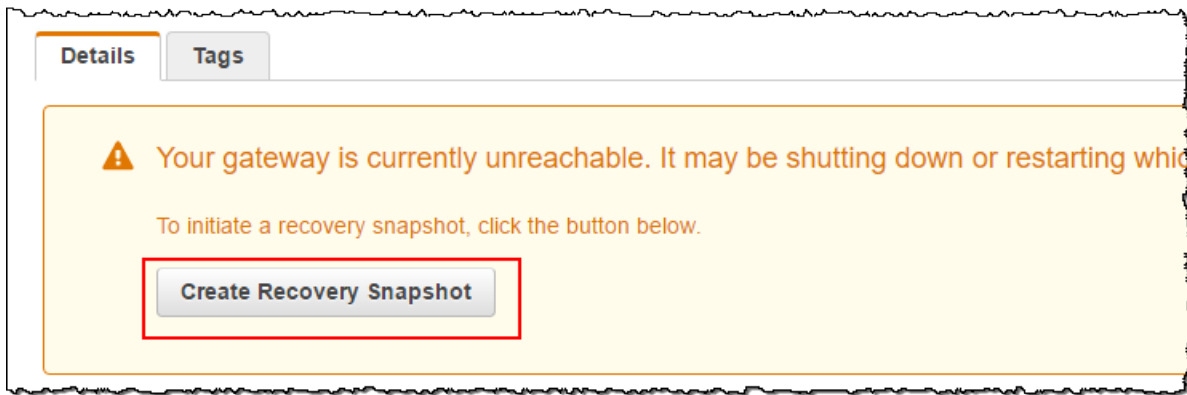 Details Tags
Your gateway is currently unreachable. It may be shutting down or restarting
To initiate a recovery snapshot, click the button below.
Create Recovery Snapshot